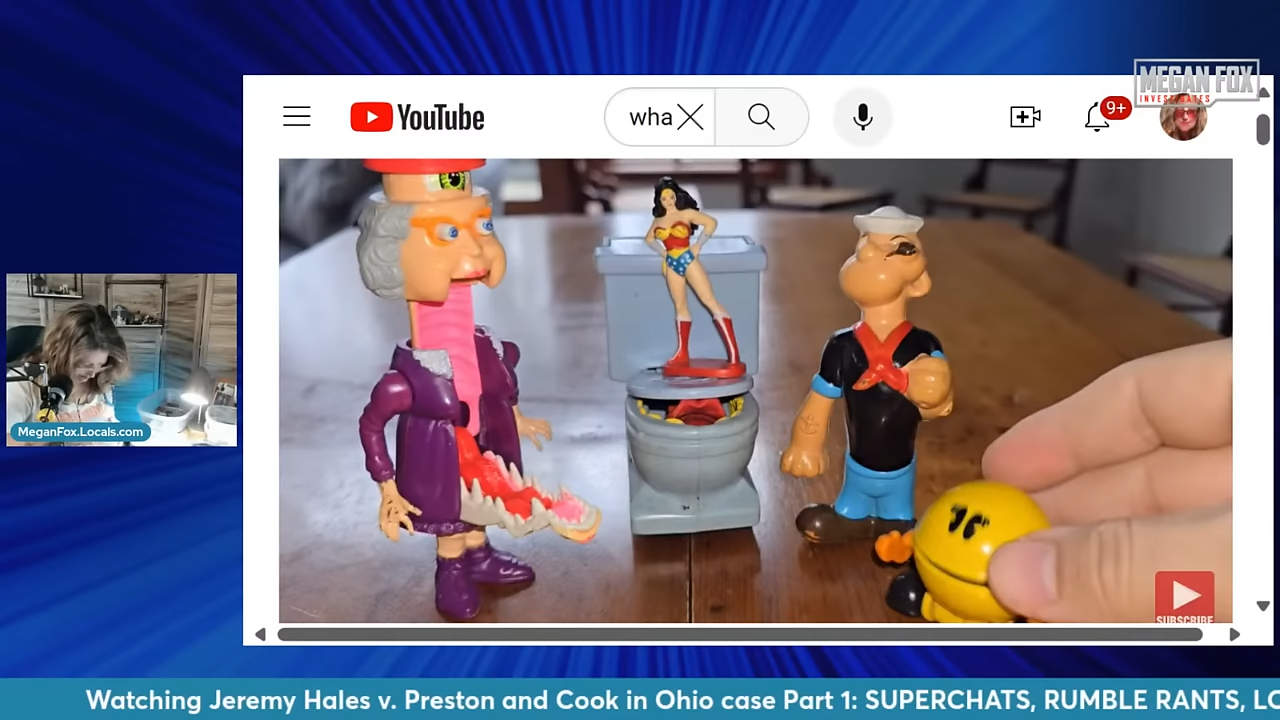 MEGAN FOX
INVESTIGATES
YouTube
wha
9+
MeganFox.Locals.com
SUBSCRIBE
Watching Jeremy Hales v. Preston and Cook in Ohio case Part 1: SUPERCHATS, RUMBLE RANTS, LO